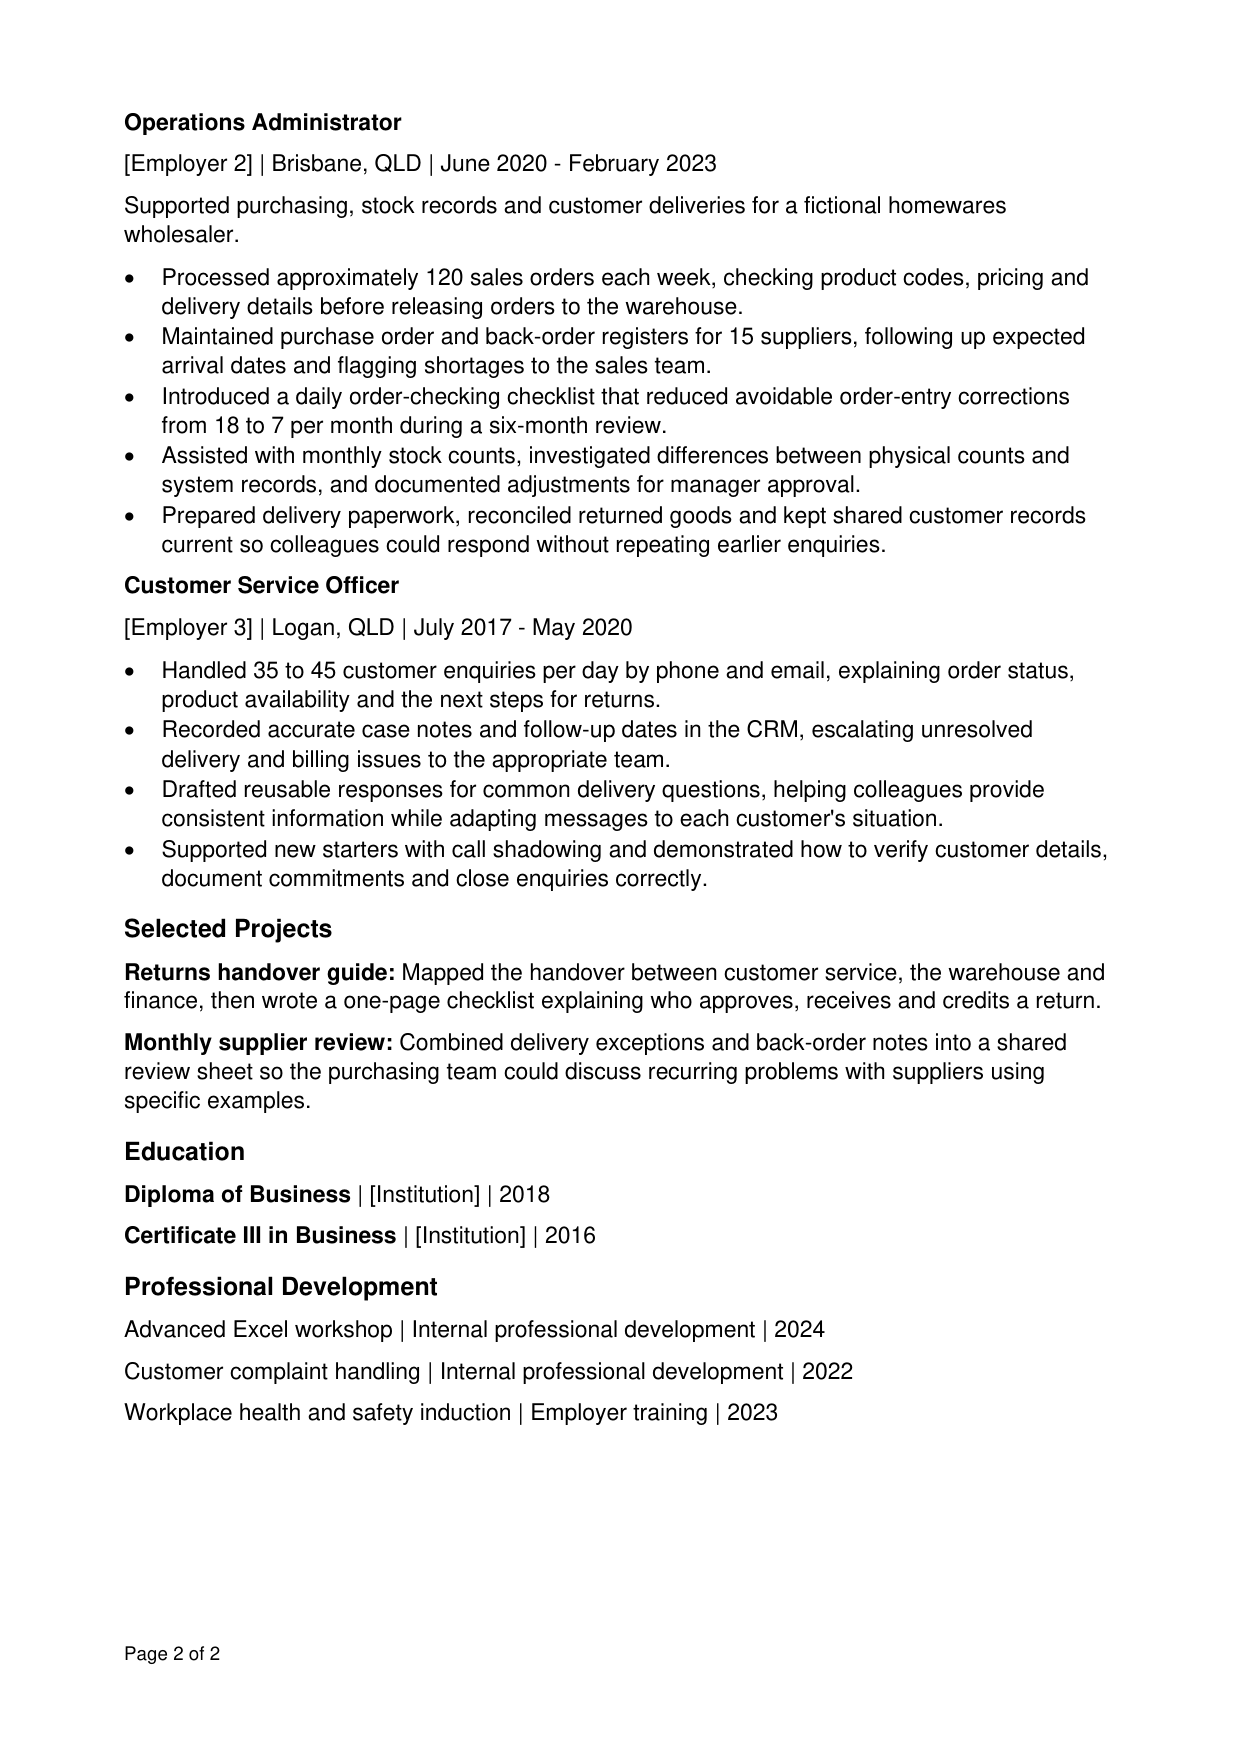 Operations Administrator
[Employer 2] | Brisbane, QLD | June 2020 - February 2023
Supported purchasing, stock records and customer deliveries for a fictional homewares
wholesaler.
• Processed approximately 120 sales orders each week, checking product codes, pricing and
delivery details before releasing orders to the warehouse.
• Maintained purchase order and back-order registers for 15 suppliers, following up expected
arrival dates and flagging shortages to the sales team.
• Introduced a daily order-checking checklist that reduced avoidable order-entry corrections
from 18 to 7 per month during a six-month review.
• Assisted with monthly stock counts, investigated differences between physical counts and
system records, and documented adjustments for manager approval.
• Prepared delivery paperwork, reconciled returned goods and kept shared customer records
current so colleagues could respond without repeating earlier enquiries.
Customer Service Officer
[Employer 3] | Logan, QLD | July 2017 - May 2020
• Handled 35 to 45 customer enquiries per day by phone and email, explaining order status,
product availability and the next steps for returns.
• Recorded accurate case notes and follow-up dates in the CRM, escalating unresolved
delivery and billing issues to the appropriate team.
• Drafted reusable responses for common delivery questions, helping colleagues provide
consistent information while adapting messages to each customer's situation.
• Supported new starters with call shadowing and demonstrated how to verify customer details,
document commitments and close enquiries correctly.
Selected Projects
Returns handover guide: Mapped the handover between customer service, the warehouse and
finance, then wrote a one-page checklist explaining who approves, receives and credits a return.
Monthly supplier review: Combined delivery exceptions and back-order notes into a shared
review sheet so the purchasing team could discuss recurring problems with suppliers using
specific examples.
Education
Diploma of Business | [Institution] | 2018
Certificate III in Business | [Institution] | 2016
Professional Development
Advanced Excel workshop | Internal professional development | 2024
Customer complaint handling | Internal professional development | 2022
Workplace health and safety induction | Employer training | 2023
Page 2 of 2